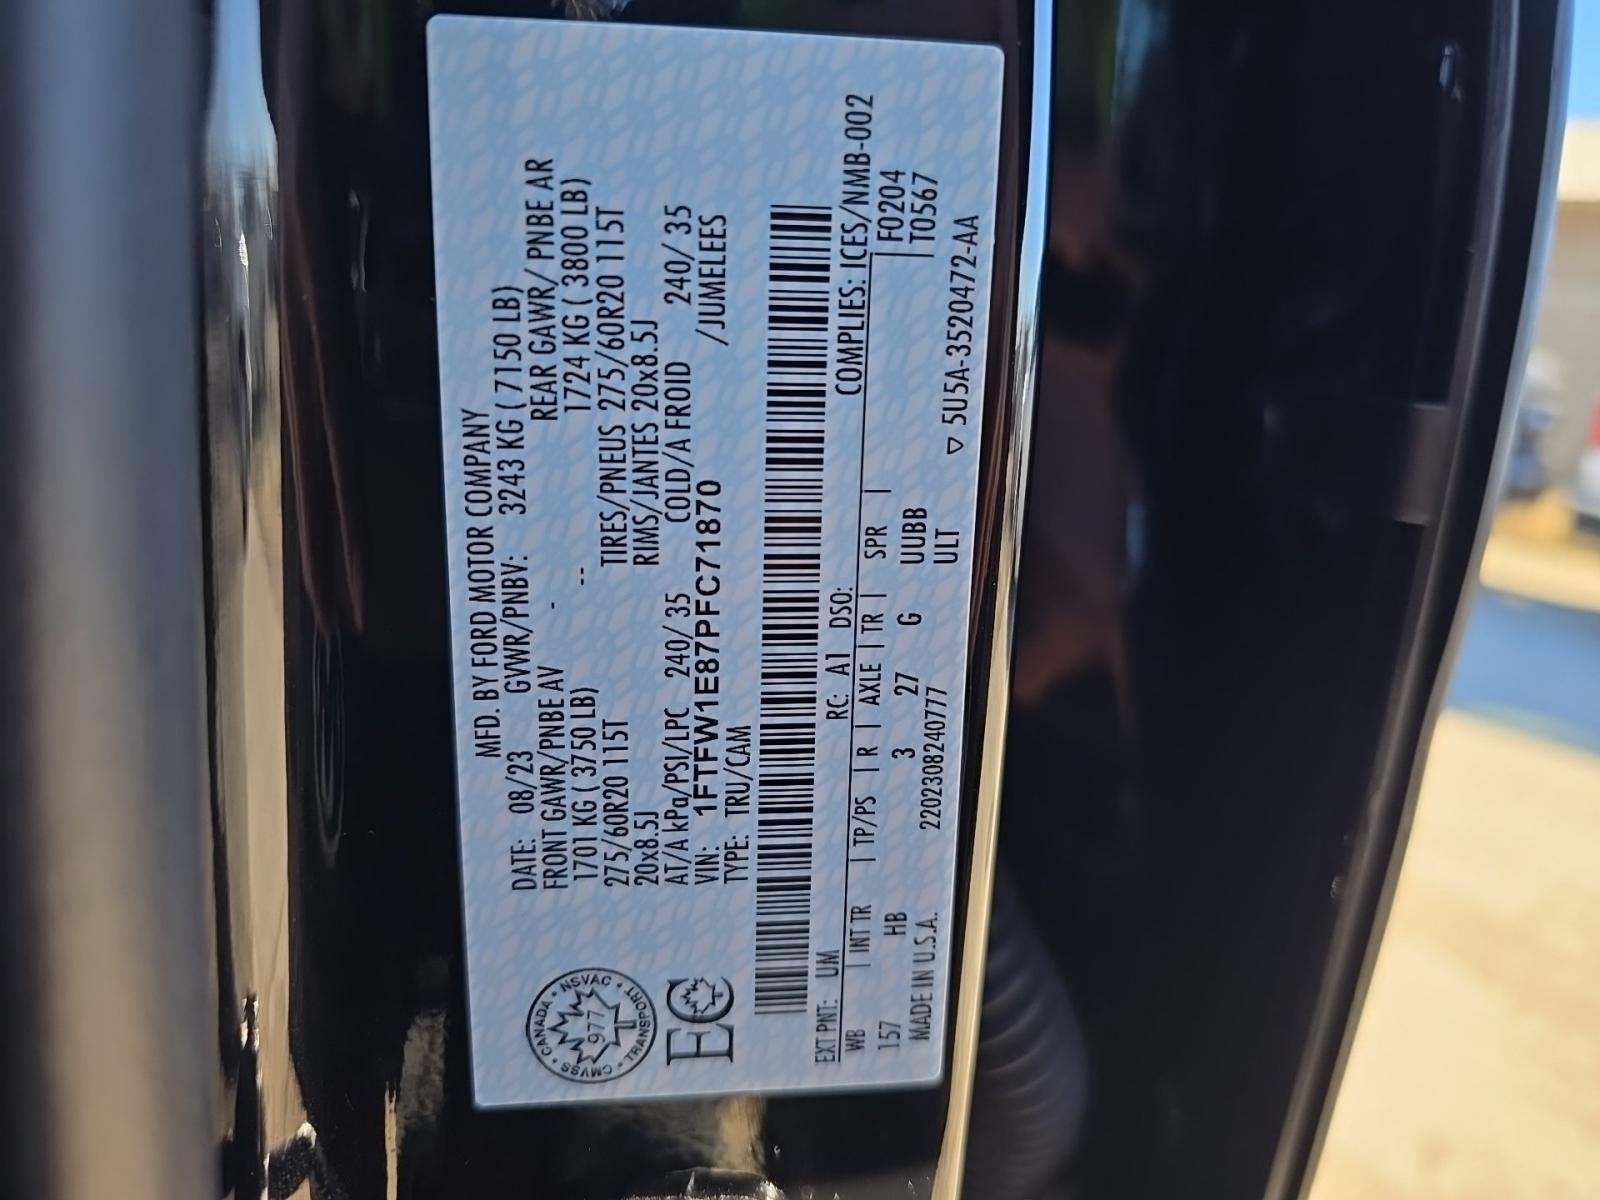 MFD. BY FORD MOTOR COMPANY
DATE: 08/23 GVWR/PNBV: 3243 KG ( 7150 LB)
FRONT GAWR/PNBE AV - REAR GAWR/ PNBE AR
1701 KG ( 3750 LB) -- 1724 KG ( 3800 LB)
275/60R20 115T TIRES/PNEUS 275/60R20 115T
20x8.5J RIMS/JANTES 20x8.5J
AT/A kPa/PSI/LPC 240/ 35 COLD/A FROID 240/ 35
VIN: 1FTFW1E87PFC71870 /JUMELEES
TYPE: TRU/CAM
CANADA • NSVAC • TRANSPORT • CMVSS •
977
EC
EXT PNT: UM RC: A1 DSO: COMPLIES: ICES/NMB-002
WB | INT TR | TP/PS | R | AXLE | TR | SPR | F0204
157 HB 3 27 G UUBB T0567
MADE IN U.S.A. 2202308240777 ULT ▽ 5U5A-3520472-AA